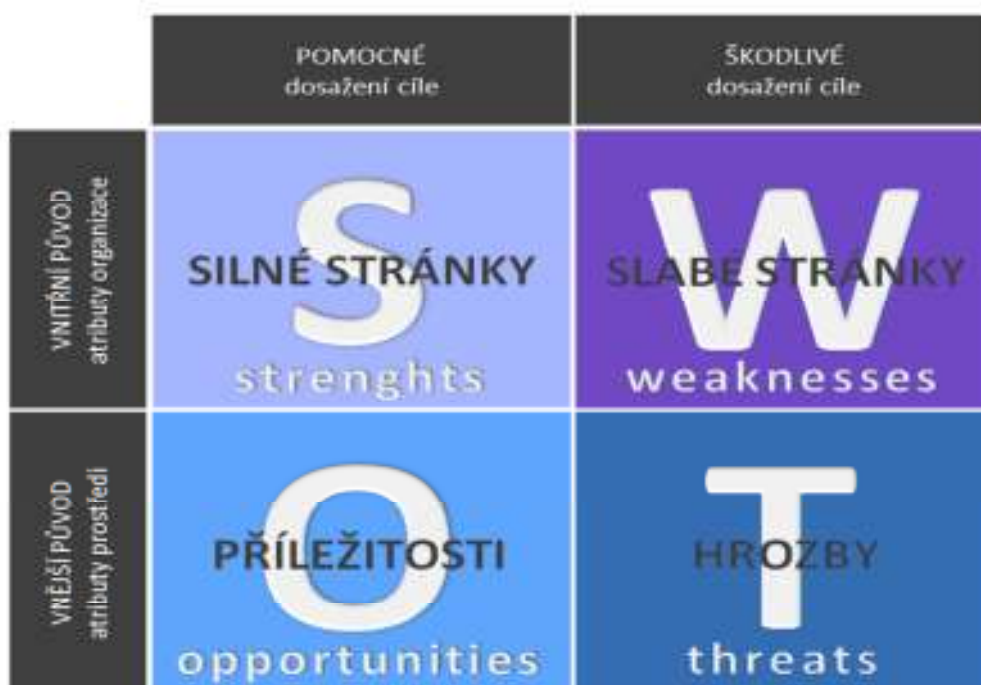 POMOCNÉ
dosažení cíle
ŠKODLIVÉ
dosažení cíle
VNITŘNÍ PŮVOD
atributy organizace
S
SILNÉ STRÁNKY
strenghts
W
SLABÉ STRÁNKY
weaknesses
VNĚJŠÍ PŮVOD
atributy prostředí
O
PŘÍLEŽITOSTI
opportunities
T
HROZBY
threats